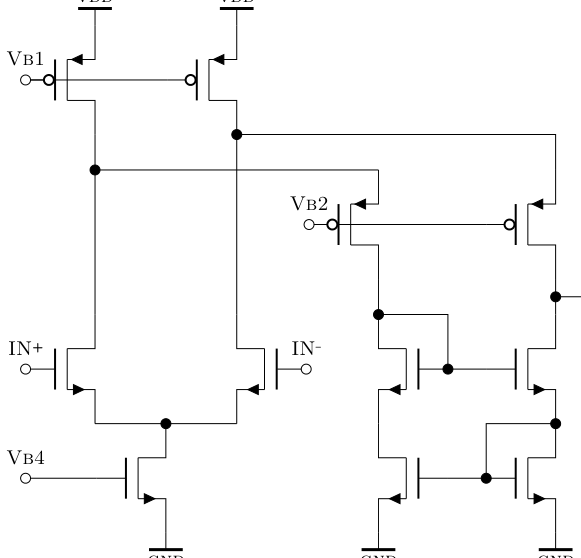 VDD VDD
VB1
VB2
IN+ IN-
VB4
GND GND GND